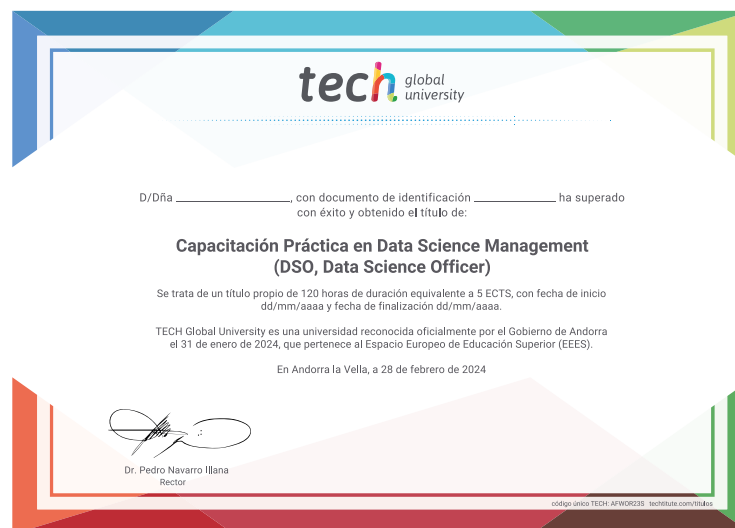 tech global university
D/Dña ____________, con documento de identificación ____________ ha superado
con éxito y obtenido el título de:
Capacitación Práctica en Data Science Management
(DSO, Data Science Officer)
Se trata de un título propio de 120 horas de duración equivalente a 5 ECTS, con fecha de inicio
dd/mm/aaaa y fecha de finalización dd/mm/aaaa.
TECH Global University es una universidad reconocida oficialmente por el Gobierno de Andorra
el 31 de enero de 2024, que pertenece al Espacio Europeo de Educación Superior (EEES).
En Andorra la Vella, a 28 de febrero de 2024
Dr. Pedro Navarro Illana
Rector
código único TECH: AFWOR23S techtitute.com/titulos